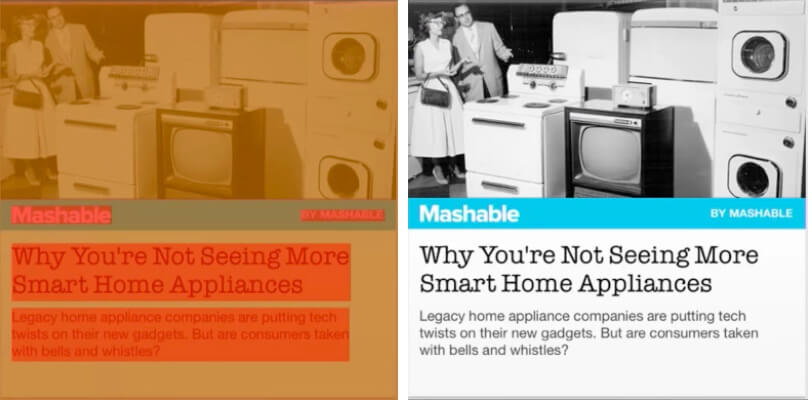 Mashable
BY MASHABLE
Why You're Not Seeing More
Smart Home Appliances
Legacy home appliance companies are putting tech
twists on their new gadgets. But are consumers taken
with bells and whistles?
Mashable
BY MASHABLE
Why You're Not Seeing More
Smart Home Appliances
Legacy home appliance companies are putting tech
twists on their new gadgets. But are consumers taken
with bells and whistles?